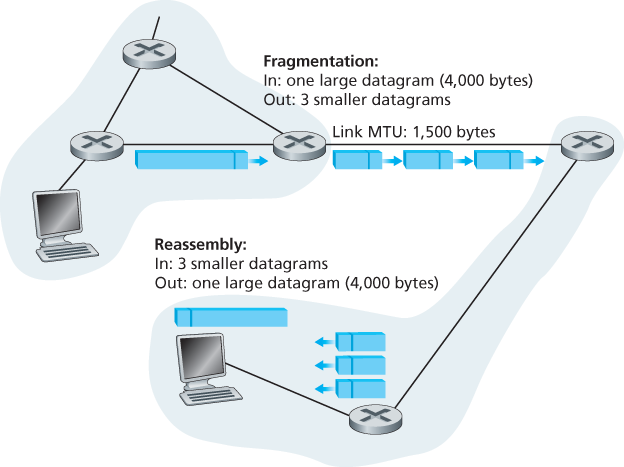 Fragmentation:
In: one large datagram (4,000 bytes)
Out: 3 smaller datagrams
Link MTU: 1,500 bytes
Reassembly:
In: 3 smaller datagrams
Out: one large datagram (4,000 bytes)